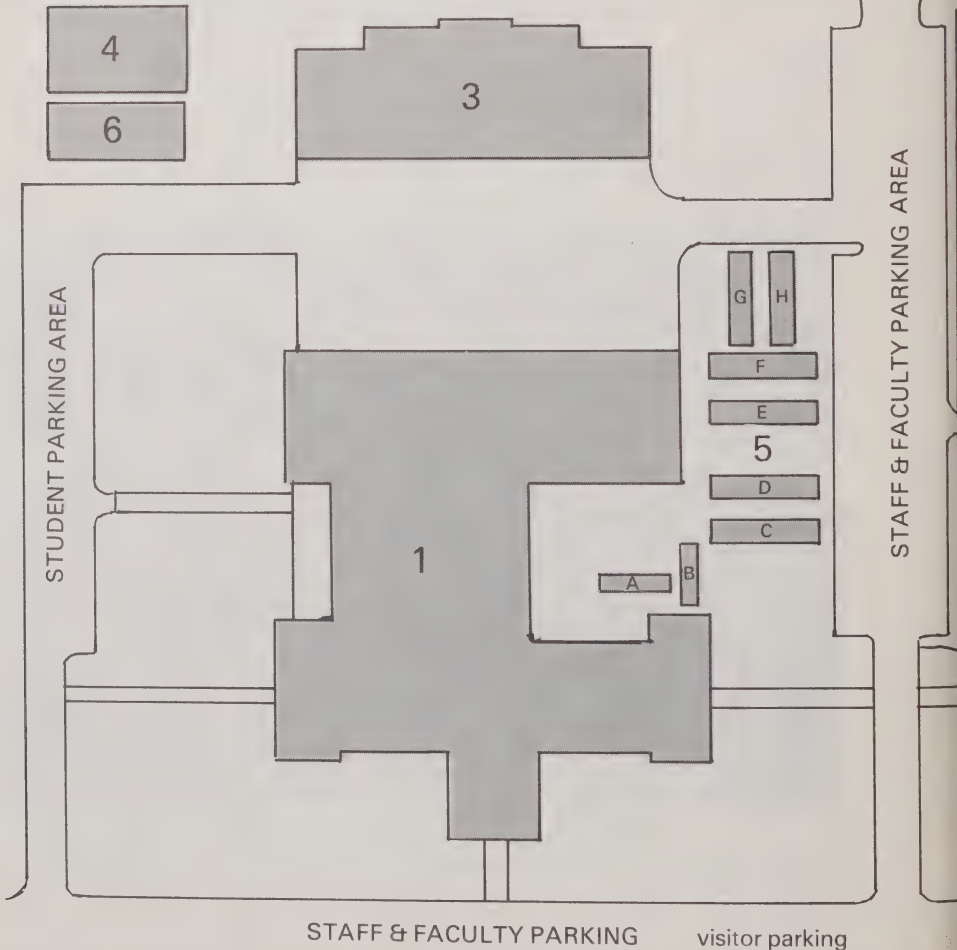 4
3
6
STAFF & FACULTY PARKING AREA
STUDENT PARKING AREA
G H
F
E
5
D
C
1
A B
STAFF & FACULTY PARKING visitor parking